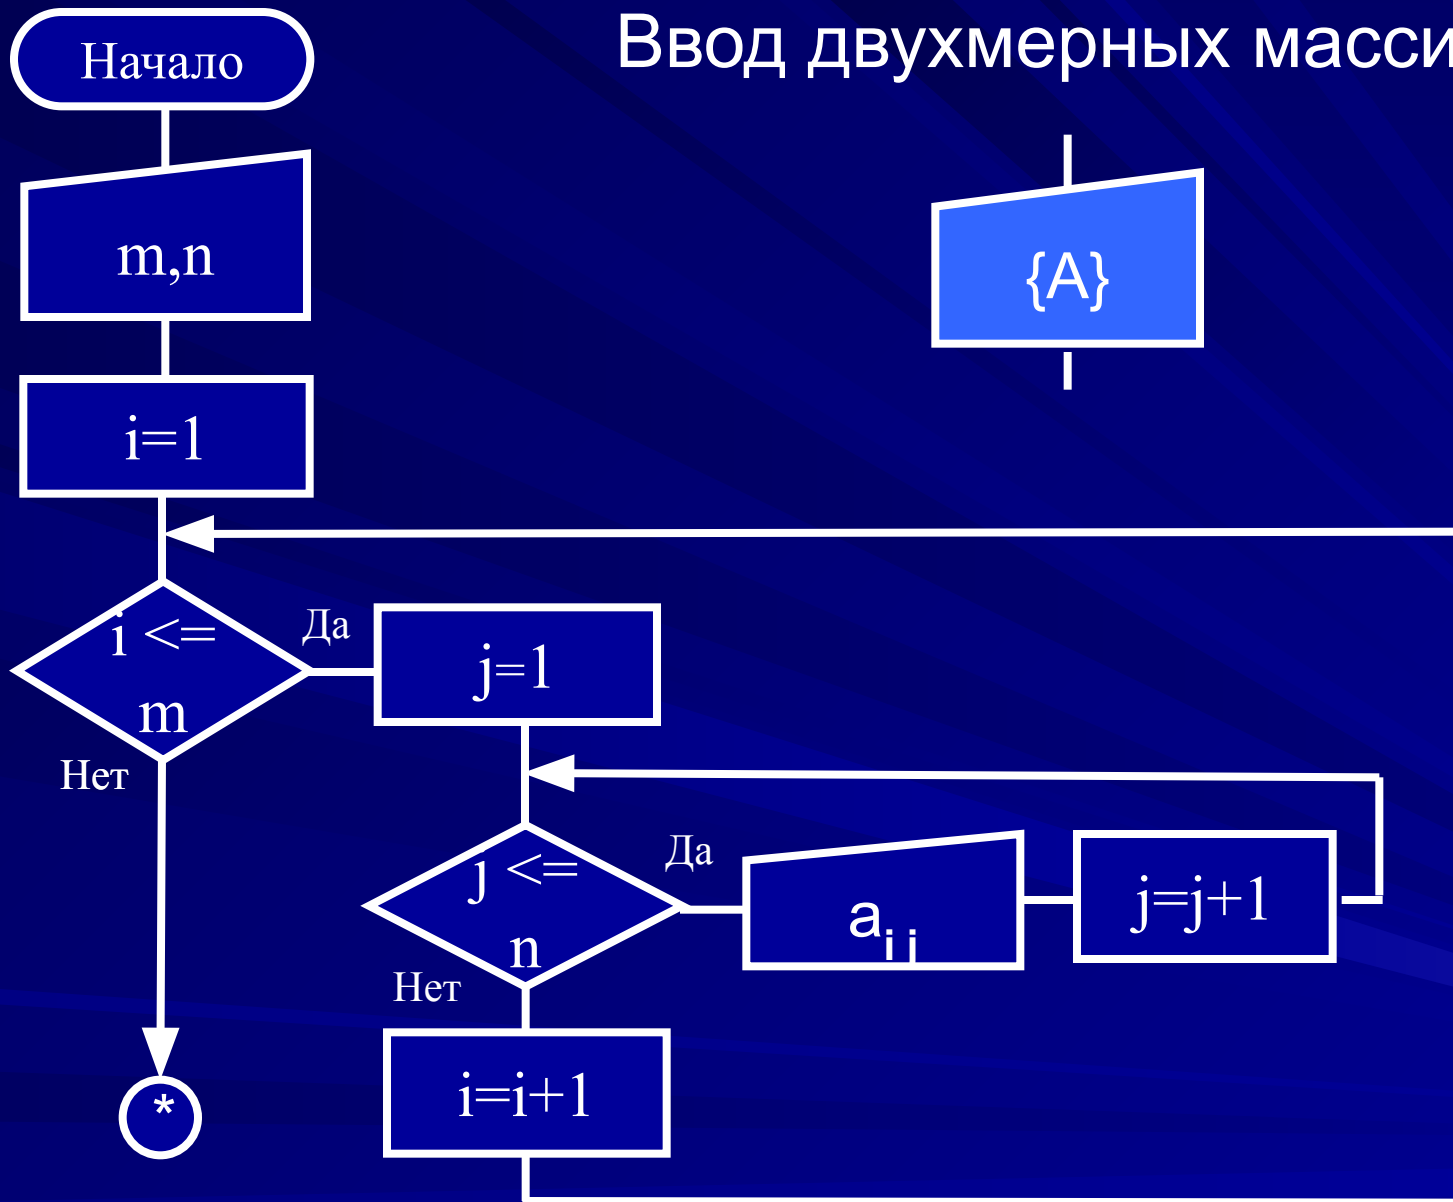 Ввод двухмерных масси
Начало
m,n
{A}
i=1
i <=
m
Да
Нет
j=1
j <=
n
Да
Нет
a i j
j=j+1
i=i+1
*